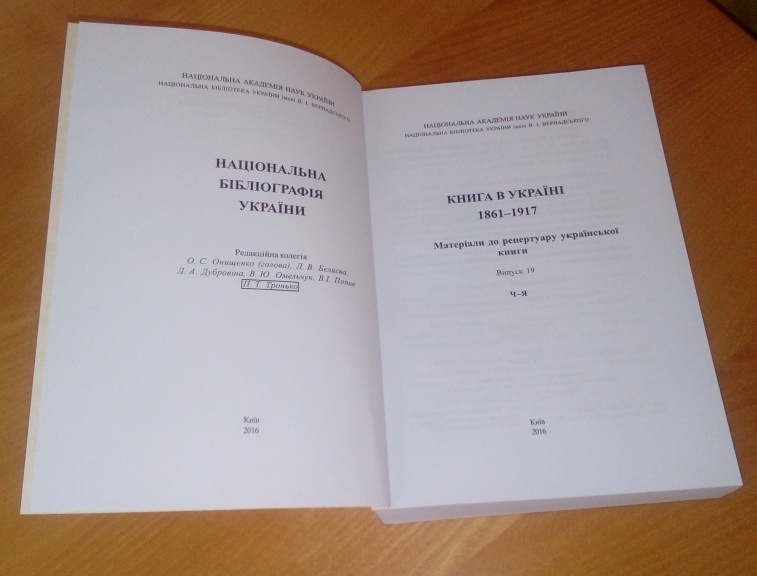 НАЦІОНАЛЬНА АКАДЕМІЯ НАУК УКРАЇНИ
НАЦІОНАЛЬНА БІБЛІОТЕКА УКРАЇНИ імені В. І. ВЕРНАДСЬКОГО
НАЦІОНАЛЬНА
БІБЛІОГРАФІЯ
УКРАЇНИ
Редакційна колегія
О. С. Онищенко (голова), Л. В. Беляєва,
Л. А. Дубровіна, В. Ю. Омельчук, В.І. Попик
П. Т. Тронько
Київ
2016
НАЦІОНАЛЬНА АКАДЕМІЯ НАУК УКРАЇНИ
НАЦІОНАЛЬНА БІБЛІОТЕКА УКРАЇНИ імені В. І. ВЕРНАДСЬКОГО
КНИГА В УКРАЇНІ
1861–1917
Матеріали до репертуару української
книги
Випуск 19
Ч–Я
Київ
2016